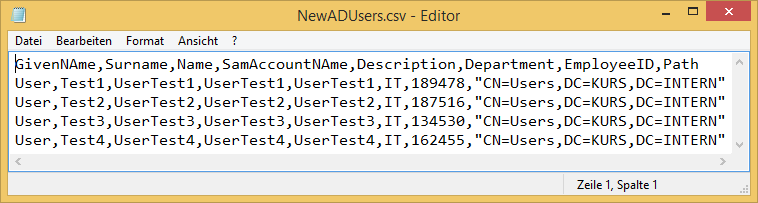 NewADUsers.csv - Editor
Datei Bearbeiten Format Ansicht ?
GivenNAme,Surname,Name,SamAccountNAme,Description,Department,EmployeeID,Path
User,Test1,UserTest1,UserTest1,UserTest1,IT,189478,"CN=Users,DC=KURS,DC=INTERN"
User,Test2,UserTest2,UserTest2,UserTest2,IT,187516,"CN=Users,DC=KURS,DC=INTERN"
User,Test3,UserTest3,UserTest3,UserTest3,IT,134530,"CN=Users,DC=KURS,DC=INTERN"
User,Test4,UserTest4,UserTest4,UserTest4,IT,162455,"CN=Users,DC=KURS,DC=INTERN"
Zeile 1, Spalte 1